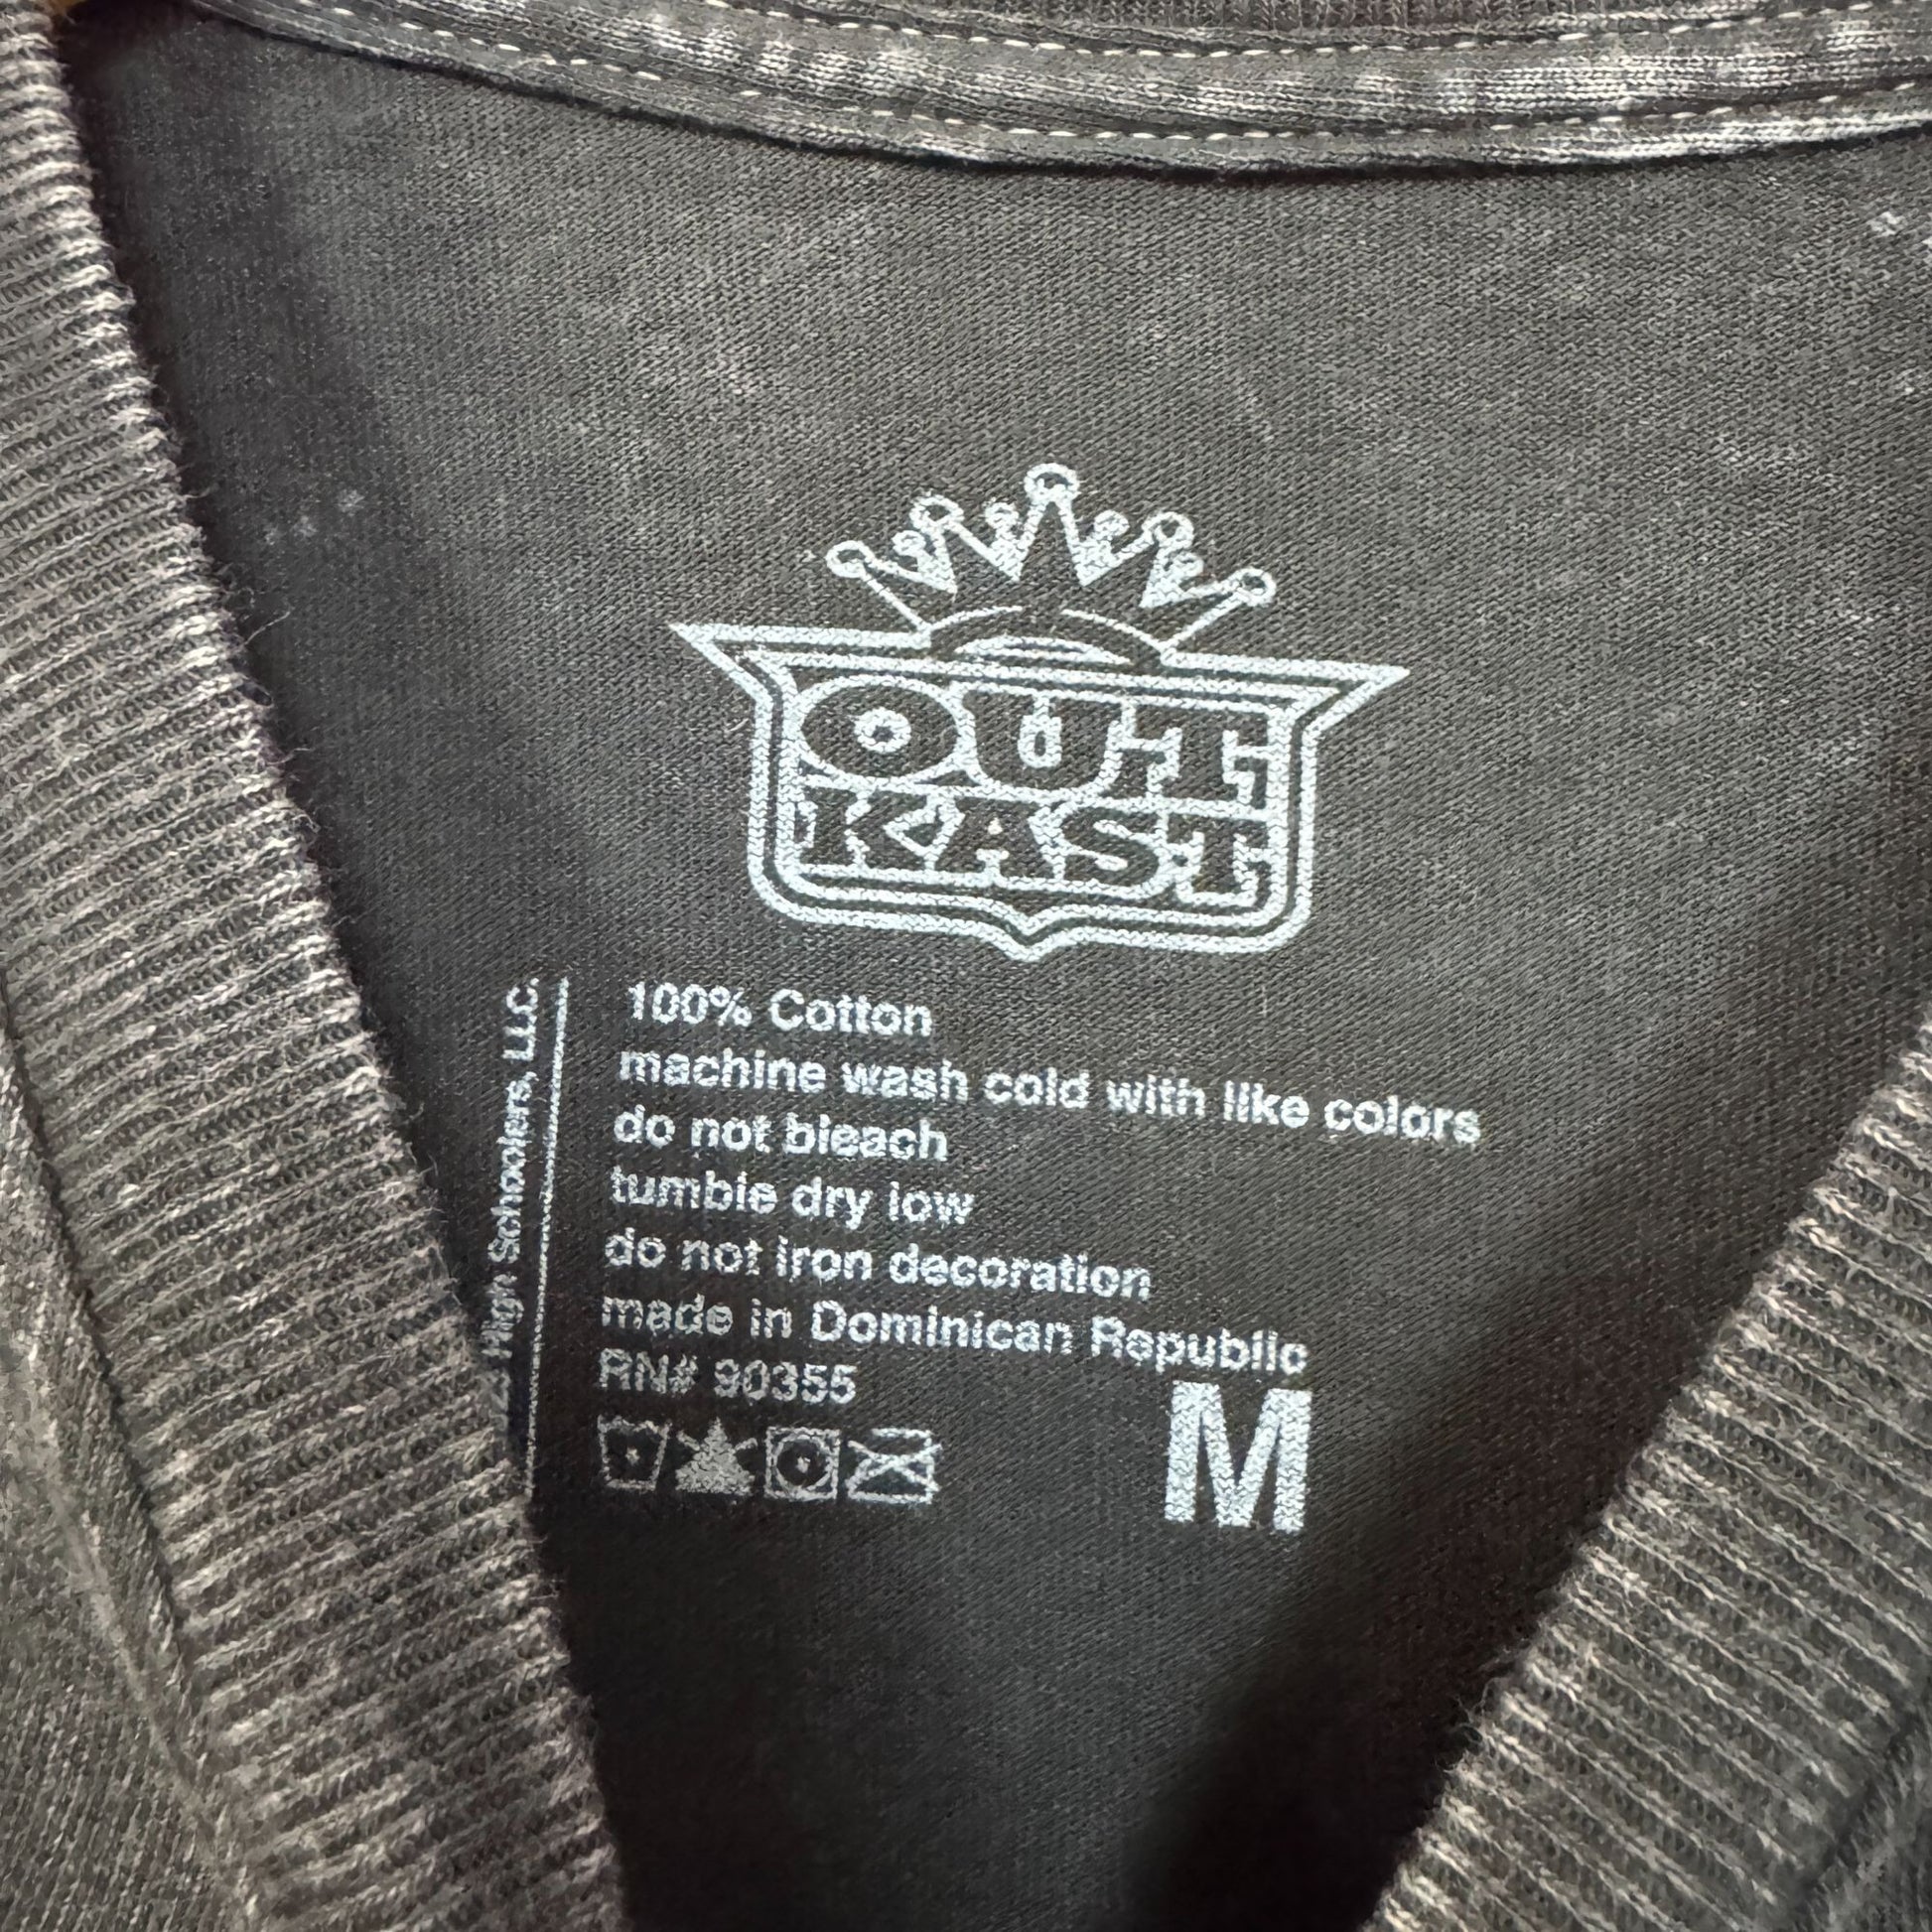 OUT
KAST
100% Cotton
machine wash cold with like colors
do not bleach
tumble dry low
do not iron decoration
made in Dominican Republic
RN# 90355
M
High Schoolers, LLC.